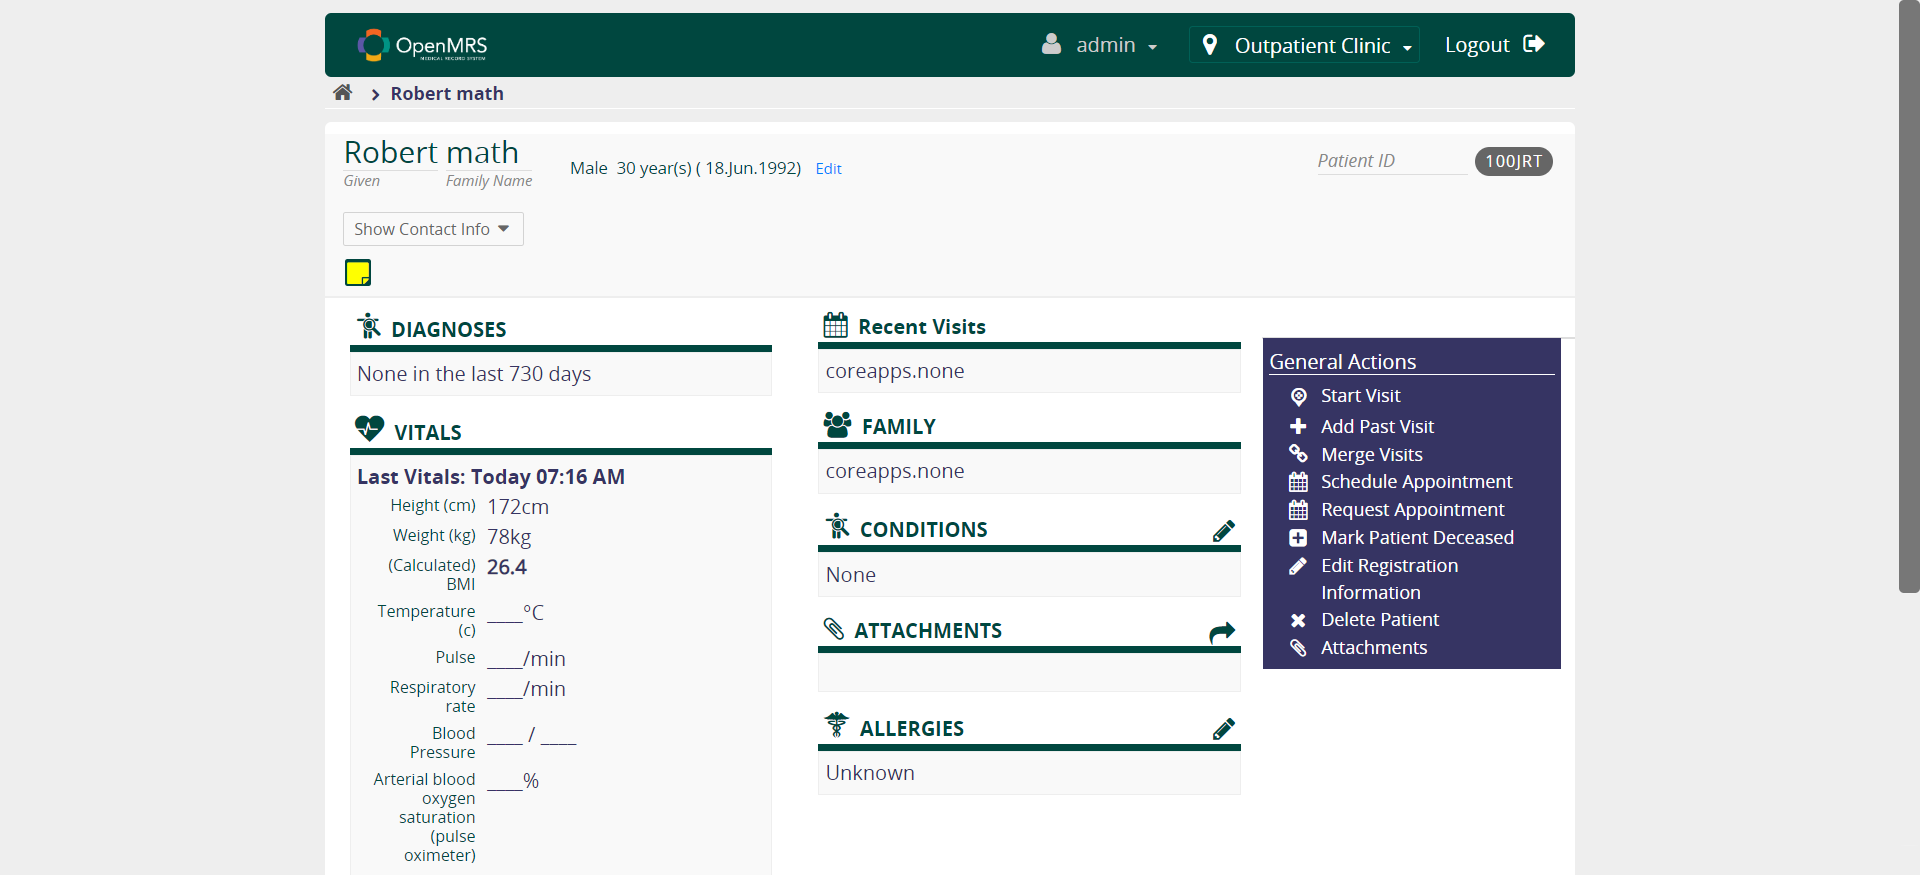 OpenMRS
MEDICAL RECORD SYSTEM
admin
Outpatient Clinic
Logout
Robert math
Robert math
Given Family Name
Male 30 year(s) ( 18.Jun.1992) Edit
Patient ID 100JRT
Show Contact Info
DIAGNOSES
None in the last 730 days
VITALS
Last Vitals: Today 07:16 AM
Height (cm) 172cm
Weight (kg) 78kg
(Calculated) 26.4
BMI
Temperature ____°C
(c)
Pulse ____/min
Respiratory ____/min
rate
Blood ____ / ____
Pressure
Arterial blood ____%
oxygen
saturation
(pulse
oximeter)
Recent Visits
coreapps.none
FAMILY
coreapps.none
CONDITIONS
None
ATTACHMENTS
ALLERGIES
Unknown
General Actions
Start Visit
Add Past Visit
Merge Visits
Schedule Appointment
Request Appointment
Mark Patient Deceased
Edit Registration
Information
Delete Patient
Attachments